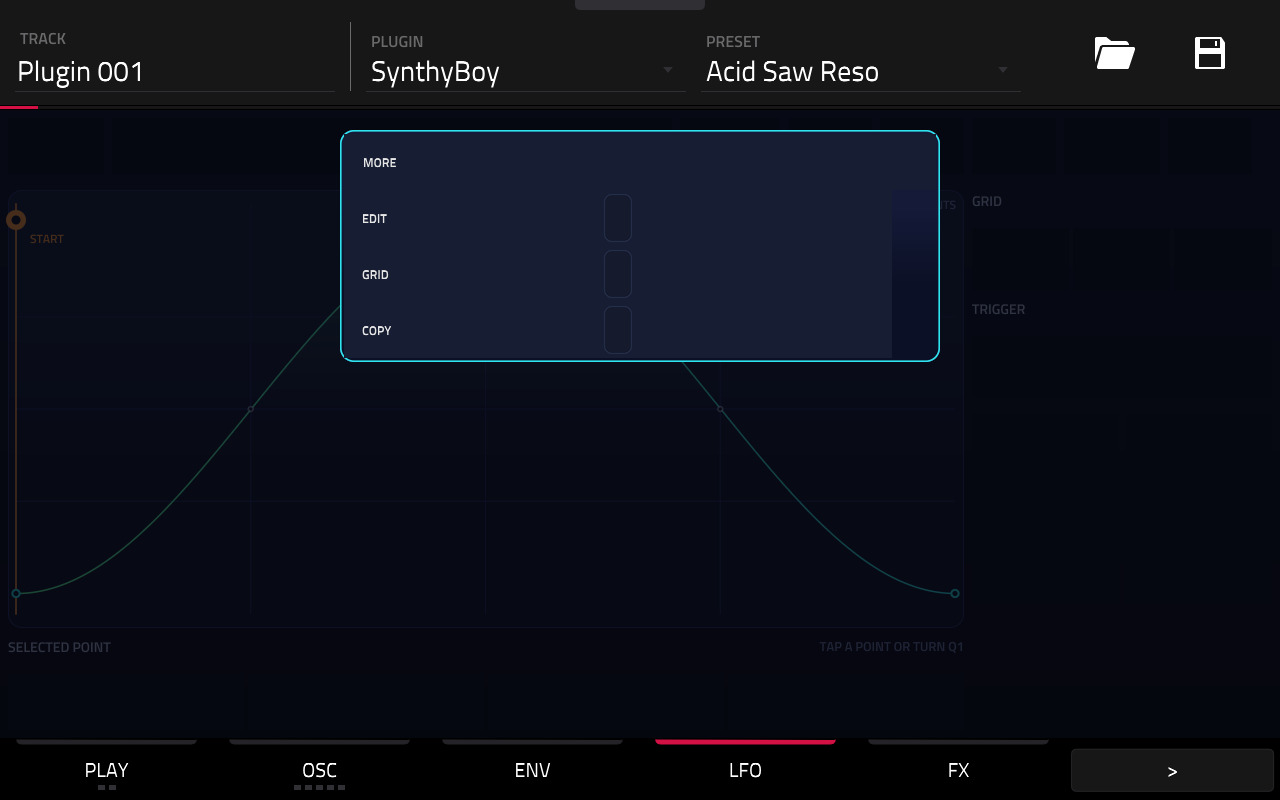 TRACK
Plugin 001
PLUGIN
SynthyBoy
PRESET
Acid Saw Reso
MORE
EDIT
GRID
COPY
START
GRID
TRIGGER
SELECTED POINT
TAP A POINT OR TURN Q1
PLAY
OSC
ENV
LFO
FX
>